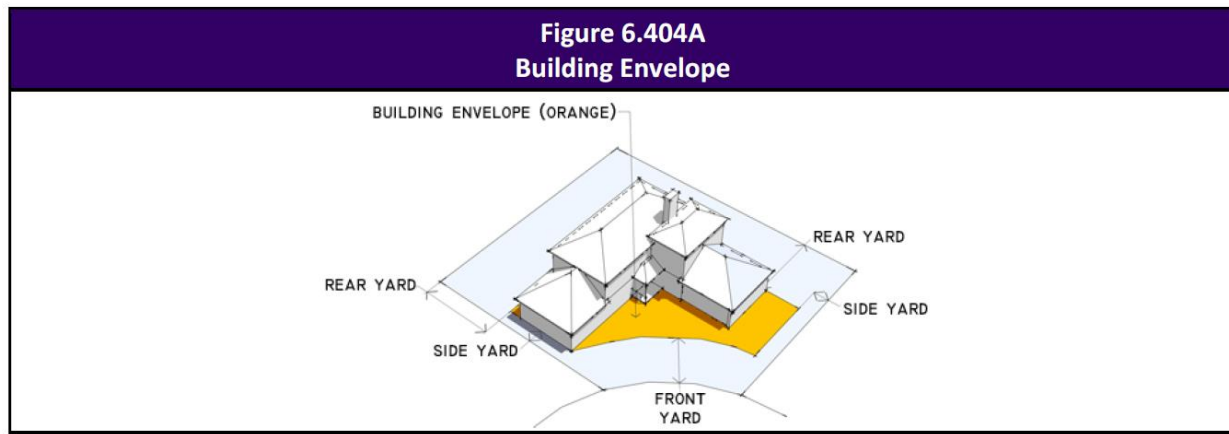 Figure 6.404A
Building Envelope
BUILDING ENVELOPE (ORANGE)
REAR YARD
REAR YARD
SIDE YARD
SIDE YARD
FRONT
YARD